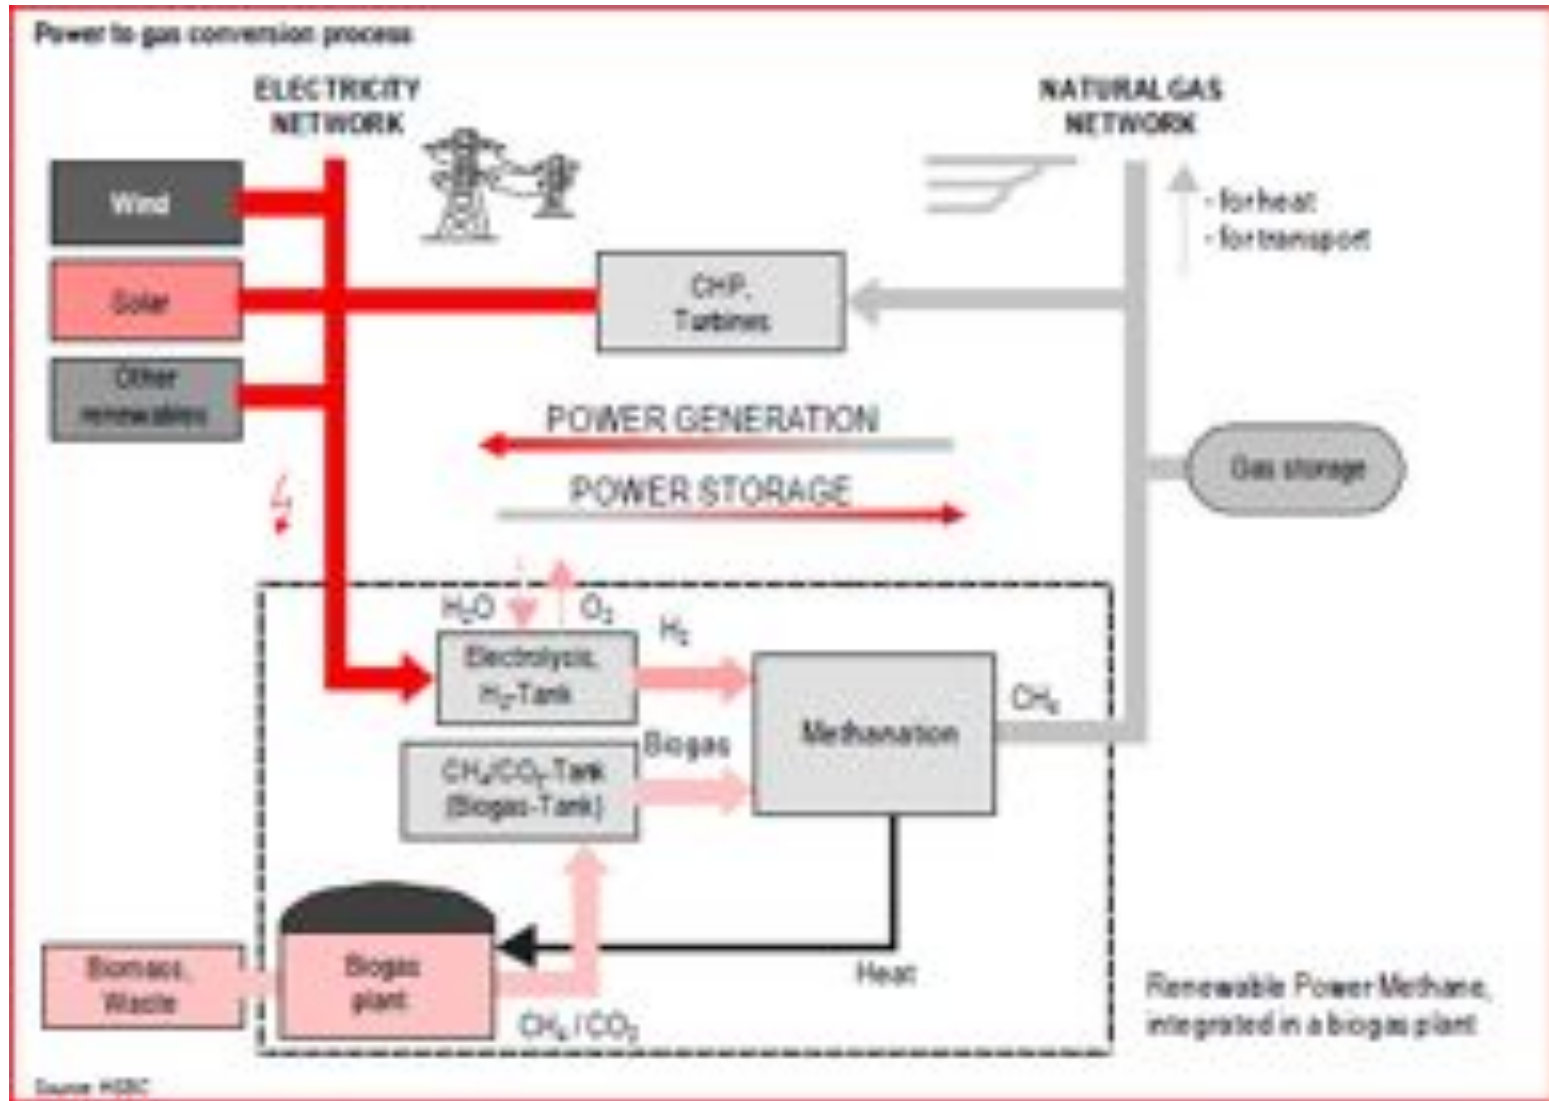 Power to gas conversion process
ELECTRICITY
NETWORK
NATURAL GAS
NETWORK
Wind
- for heat
- for transport
Solar
CHP,
Turbines
Other
renewables
POWER GENERATION
POWER STORAGE
Gas storage
H₂O
O₂
H₂
Electrolysis,
H₂-Tank
CH₄
Methanation
Biogas
CH₄/CO₂-Tank
(Biogas-Tank)
Biomass,
Waste
Biogas
plant
Heat
CH₄ / CO₂
Renewable Power Methane,
integrated in a biogas plant
Source: HSBC